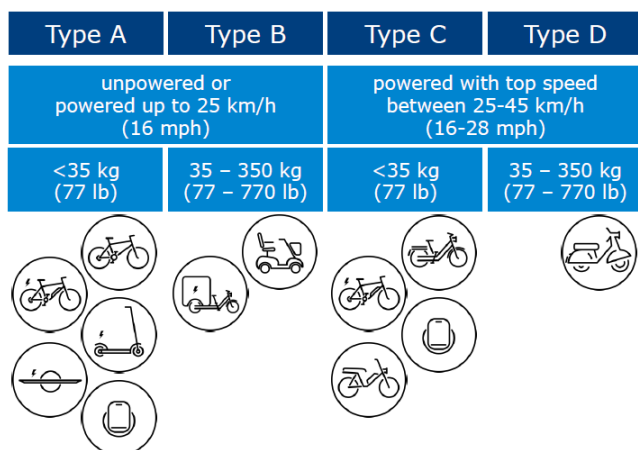 Type A
Type B
Type C
Type D
unpowered or
powered up to 25 km/h
(16 mph)
powered with top speed
between 25-45 km/h
(16-28 mph)
<35 kg
(77 lb)
35 – 350 kg
(77 – 770 lb)
<35 kg
(77 lb)
35 – 350 kg
(77 – 770 lb)